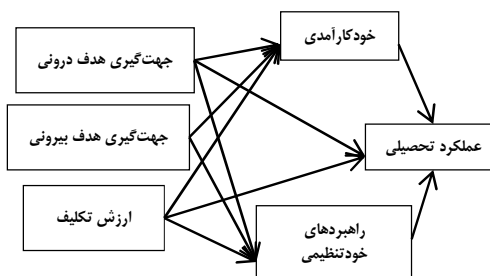 خودکارآمدی
جهت‌گیری هدف درونی
جهت‌گیری هدف بیرونی
عملکرد تحصیلی
ارزش تکلیف
راهبردهای
خودتنظیمی